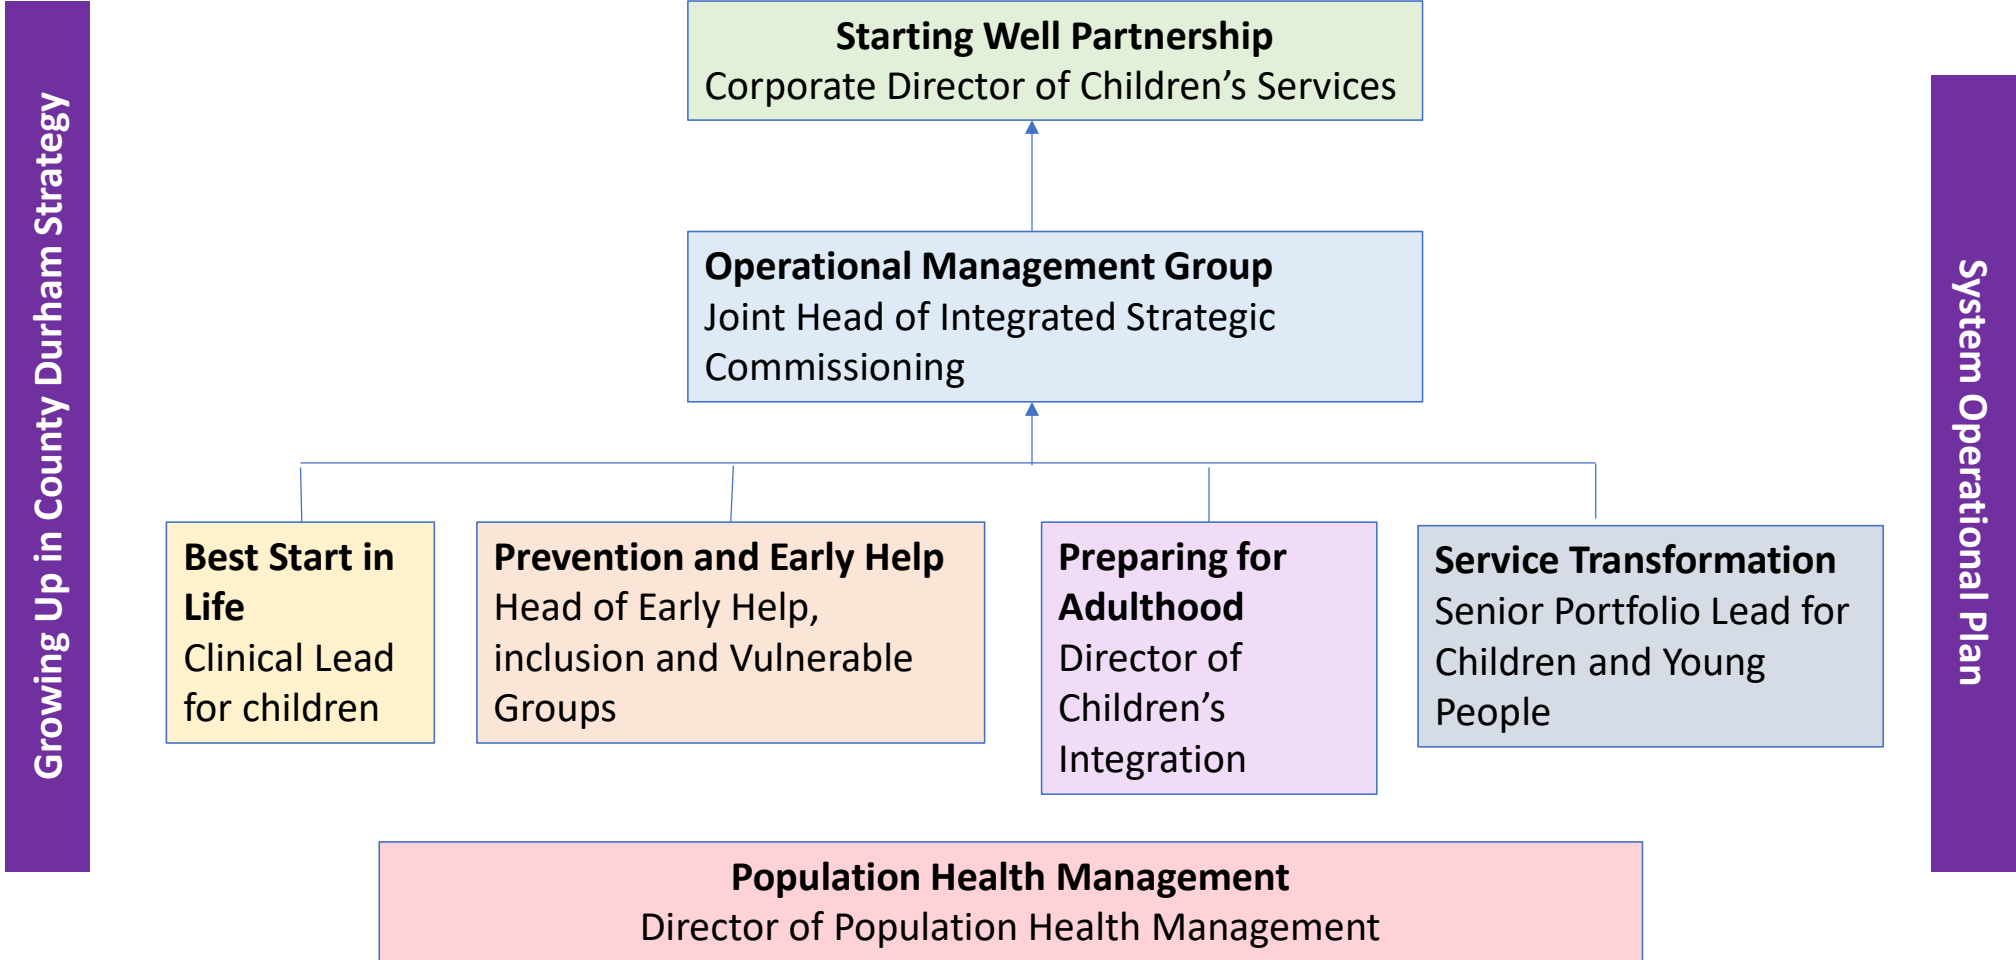 Growing Up in County Durham Strategy
Starting Well Partnership
Corporate Director of Children’s Services
Operational Management Group
Joint Head of Integrated Strategic
Commissioning
Best Start in
Life
Clinical Lead
for children
Prevention and Early Help
Head of Early Help,
inclusion and Vulnerable
Groups
Preparing for
Adulthood
Director of
Children’s
Integration
Service Transformation
Senior Portfolio Lead for
Children and Young
People
Population Health Management
Director of Population Health Management
System Operational Plan